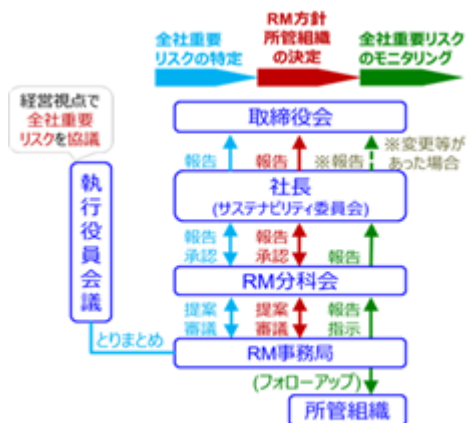 全社重要
リスクの特定
RM方針
所管組織
の決定
全社重要リスク
のモニタリング
経営視点で
全社重要
リスクを協議
執行役員会議
取締役会
報告
報告
※報告
※変更等が
あった場合
社長
(サステナビリティ委員会)
報告
承認
報告
承認
報告
RM分科会
提案
審議
提案
審議
報告
指示
とりまとめ
RM事務局
(フォローアップ)
所管組織